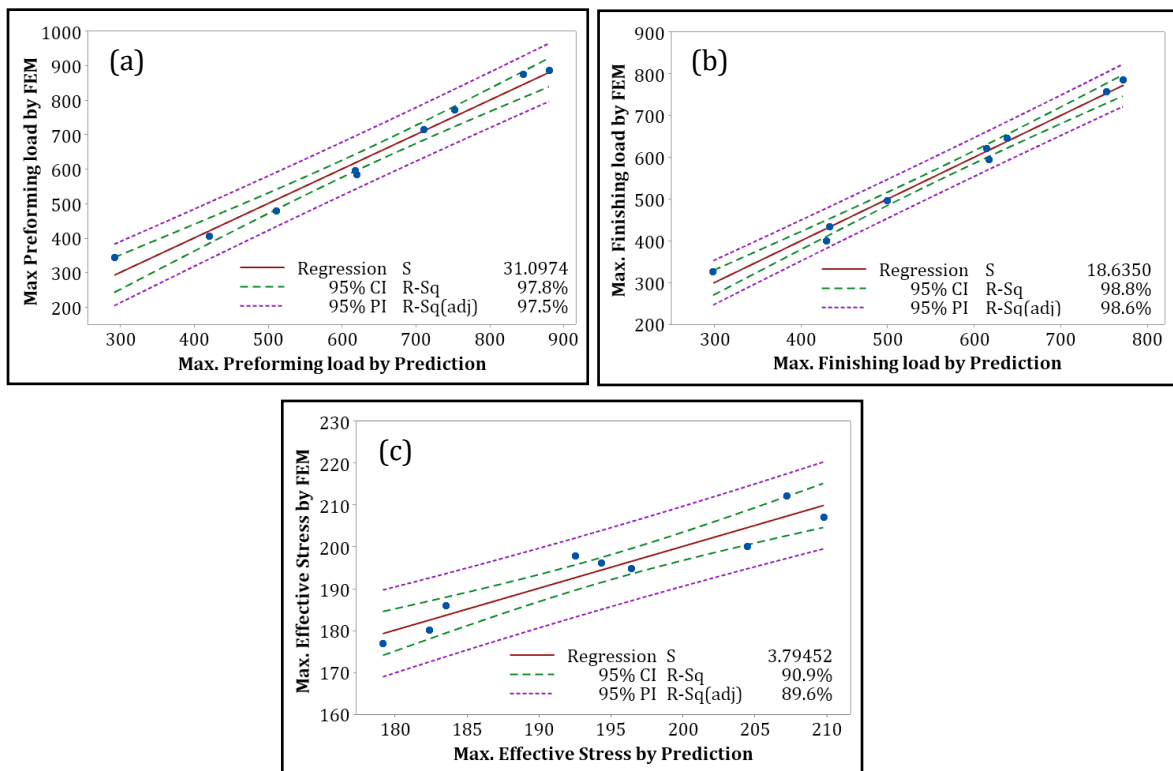 (a)
Max Preforming load by FEM
1000
900
800
700
600
500
400
300
200
Regression S 31.0974
95% CI R-Sq 97.8%
95% PI R-Sq(adj) 97.5%
300 400 500 600 700 800 900
Max. Preforming load by Prediction
(b)
Max. Finishing load by FEM
900
800
700
600
500
400
300
200
Regression S 18.6350
95% CI R-Sq 98.8%
95% PI R-Sq(adj) 98.6%
300 400 500 600 700 800
Max. Finishing load by Prediction
(c)
Max. Effective Stress by FEM
230
220
210
200
190
180
170
160
Regression S 3.79452
95% CI R-Sq 90.9%
95% PI R-Sq(adj) 89.6%
180 185 190 195 200 205 210
Max. Effective Stress by Prediction